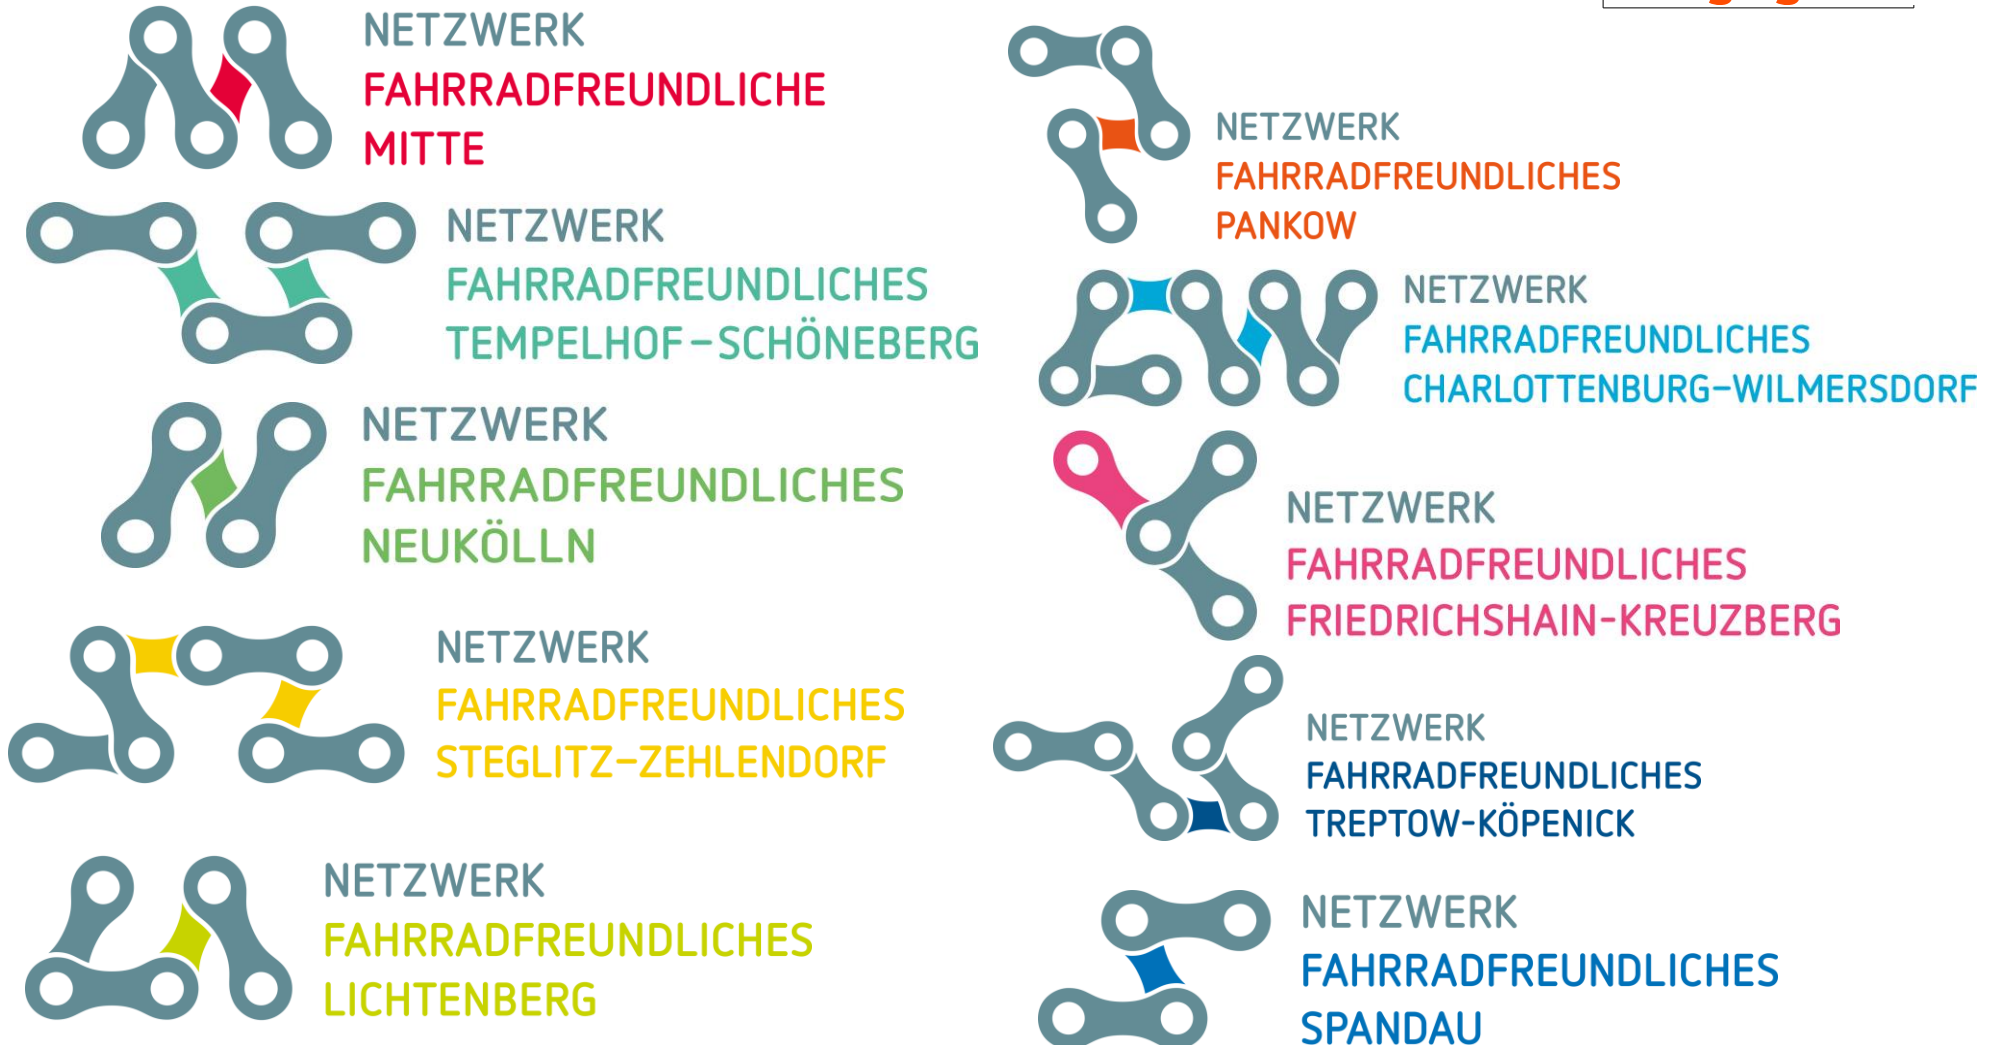 NETZWERK
FAHRRADFREUNDLICHE
MITTE
NETZWERK
FAHRRADFREUNDLICHES
TEMPELHOF–SCHÖNEBERG
NETZWERK
FAHRRADFREUNDLICHES
NEUKÖLLN
NETZWERK
FAHRRADFREUNDLICHES
STEGLITZ–ZEHLENDORF
NETZWERK
FAHRRADFREUNDLICHES
LICHTENBERG
NETZWERK
FAHRRADFREUNDLICHES
PANKOW
NETZWERK
FAHRRADFREUNDLICHES
CHARLOTTENBURG–WILMERSDORF
NETZWERK
FAHRRADFREUNDLICHES
FRIEDRICHSHAIN-KREUZBERG
NETZWERK
FAHRRADFREUNDLICHES
TREPTOW-KÖPENICK
NETZWERK
FAHRRADFREUNDLICHES
SPANDAU